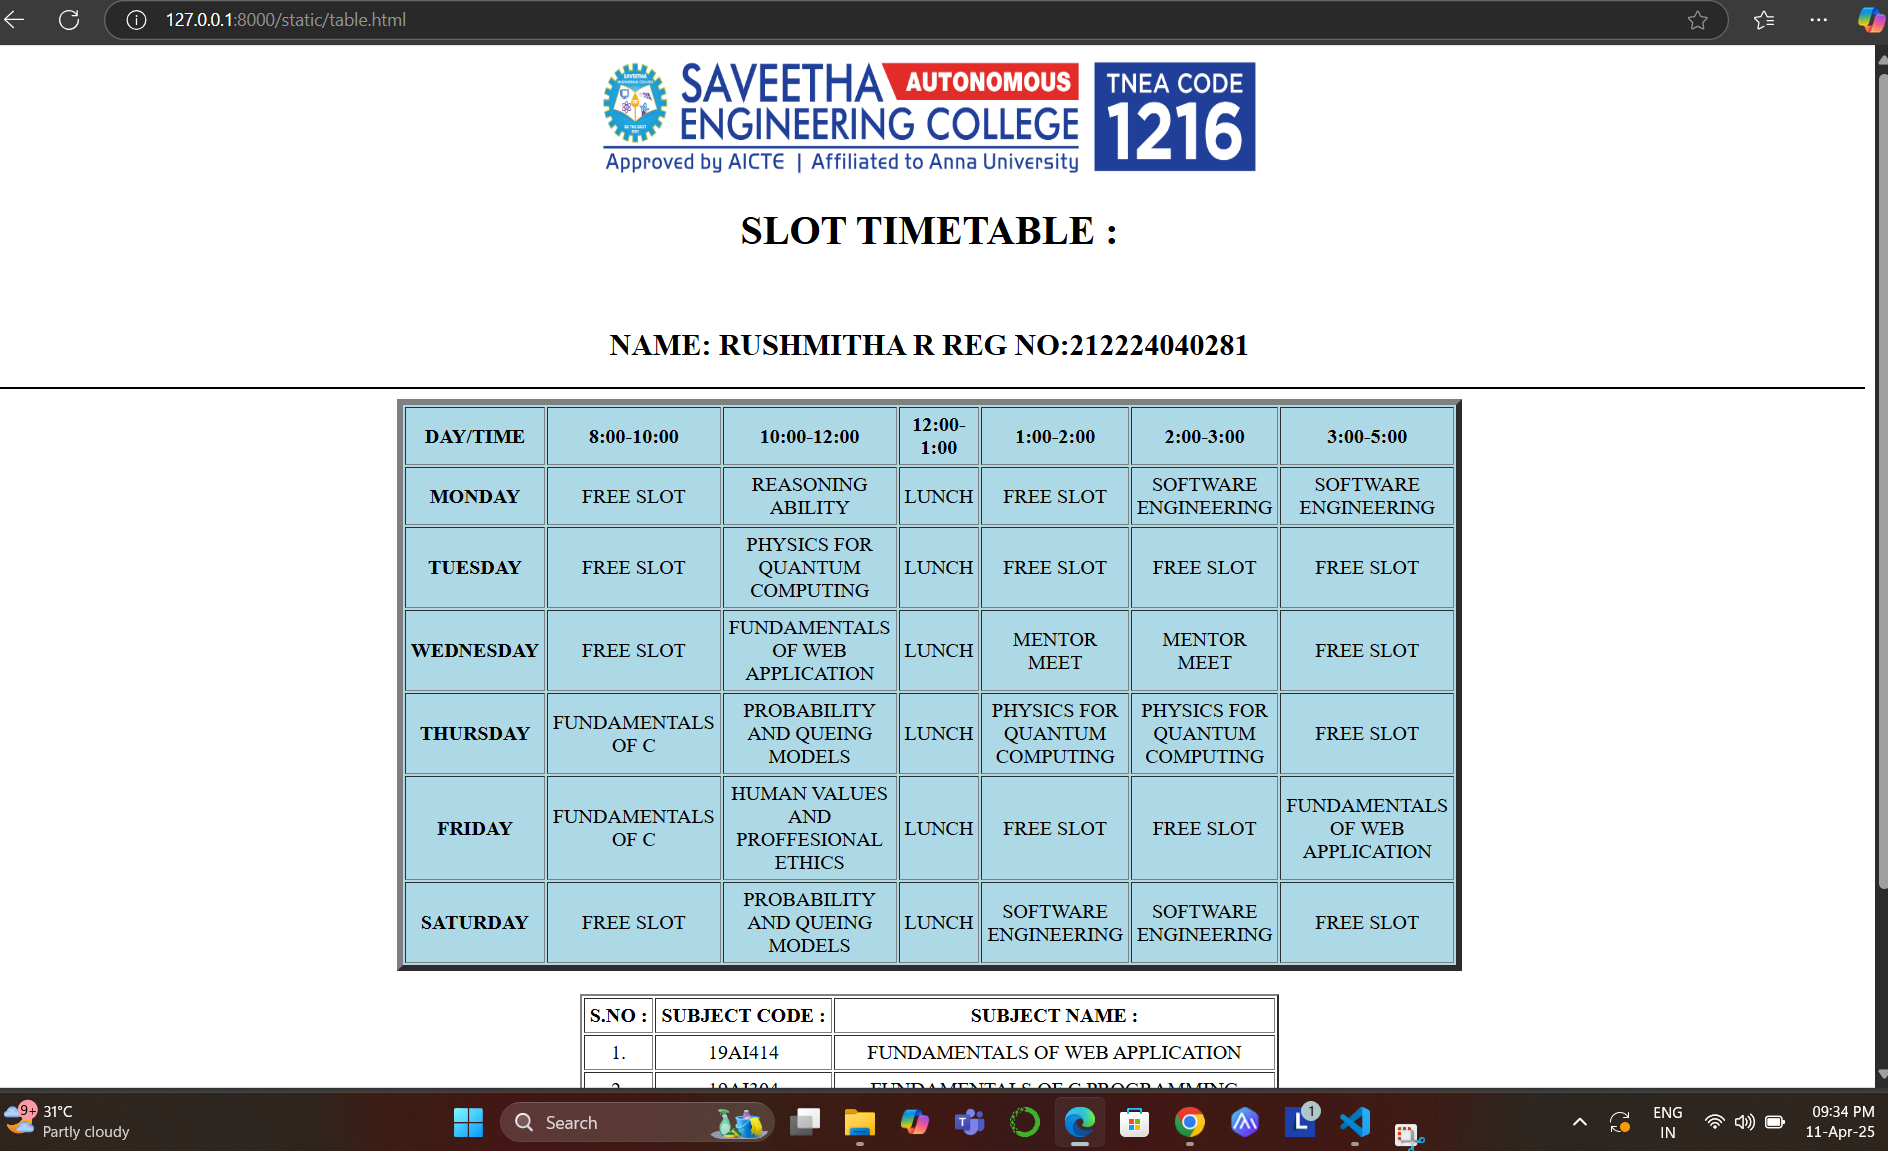 127.0.0.1:8000/static/table.html
SAVEETHA AUTONOMOUS
ENGINEERING COLLEGE
Approved by AICTE | Affiliated to Anna University
TNEA CODE
1216
SLOT TIMETABLE :
NAME: RUSHMITHA R REG NO:212224040281
DAY/TIME 8:00-10:00 10:00-12:00 12:00-1:00 1:00-2:00 2:00-3:00 3:00-5:00
MONDAY FREE SLOT REASONING ABILITY LUNCH FREE SLOT SOFTWARE ENGINEERING SOFTWARE ENGINEERING
TUESDAY FREE SLOT PHYSICS FOR QUANTUM COMPUTING LUNCH FREE SLOT FREE SLOT FREE SLOT
WEDNESDAY FREE SLOT FUNDAMENTALS OF WEB APPLICATION LUNCH MENTOR MEET MENTOR MEET FREE SLOT
THURSDAY FUNDAMENTALS OF C PROBABILITY AND QUEING MODELS LUNCH PHYSICS FOR QUANTUM COMPUTING PHYSICS FOR QUANTUM COMPUTING FREE SLOT
FRIDAY FUNDAMENTALS OF C HUMAN VALUES AND PROFFESIONAL ETHICS LUNCH FREE SLOT FREE SLOT FUNDAMENTALS OF WEB APPLICATION
SATURDAY FREE SLOT PROBABILITY AND QUEING MODELS LUNCH SOFTWARE ENGINEERING SOFTWARE ENGINEERING FREE SLOT
S.NO : SUBJECT CODE : SUBJECT NAME :
1. 19AI414 FUNDAMENTALS OF WEB APPLICATION
2. 19AI304 FUNDAMENTALS OF C PROGRAMMING
9+
31°C
Partly cloudy
Search
1
ENG
IN
09:34 PM
11-Apr-25